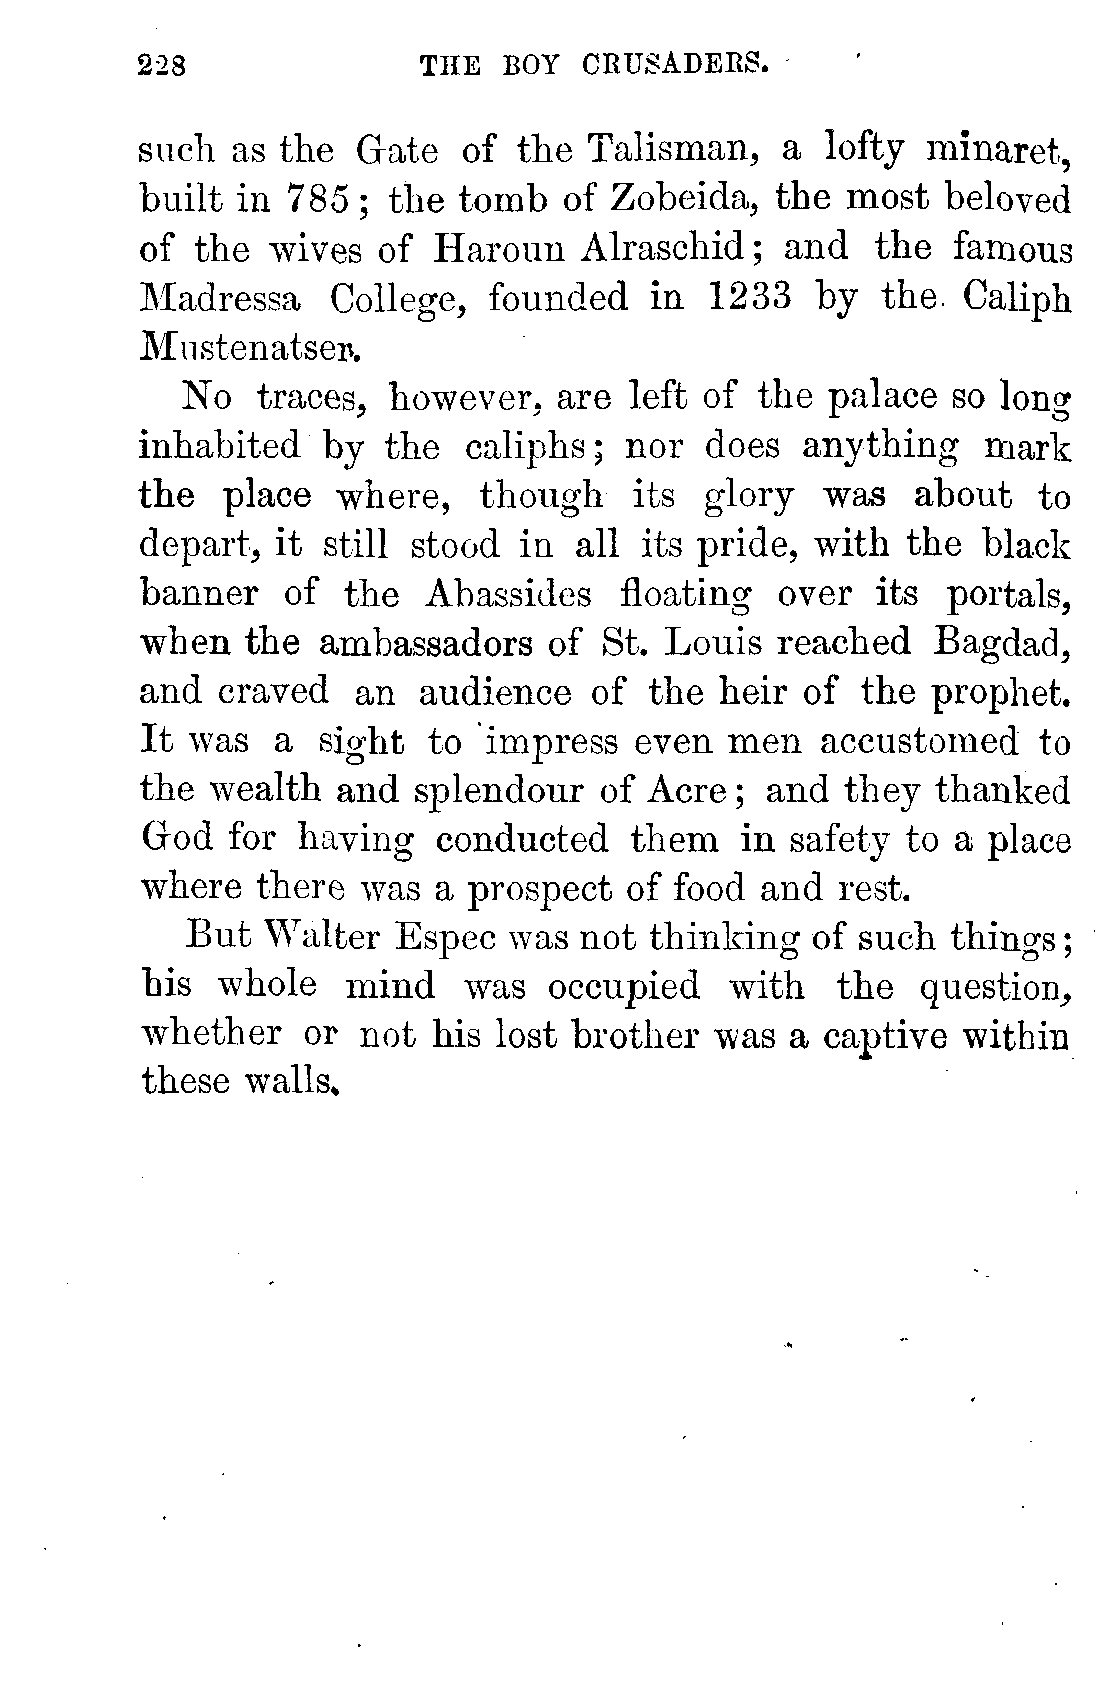 228 THE BOY CRUSADERS.
such as the Gate of the Talisman, a lofty minaret,
built in 785; the tomb of Zobeida, the most beloved
of the wives of Haroun Alraschid; and the famous
Madressa College, founded in 1233 by the Caliph
Mustenatser.
No traces, however, are left of the palace so long
inhabited by the caliphs; nor does anything mark
the place where, though its glory was about to
depart, it still stood in all its pride, with the black
banner of the Abassides floating over its portals,
when the ambassadors of St. Louis reached Bagdad,
and craved an audience of the heir of the prophet.
It was a sight to impress even men accustomed to
the wealth and splendour of Acre; and they thanked
God for having conducted them in safety to a place
where there was a prospect of food and rest.
But Walter Espec was not thinking of such things;
his whole mind was occupied with the question,
whether or not his lost brother was a captive within
these walls.